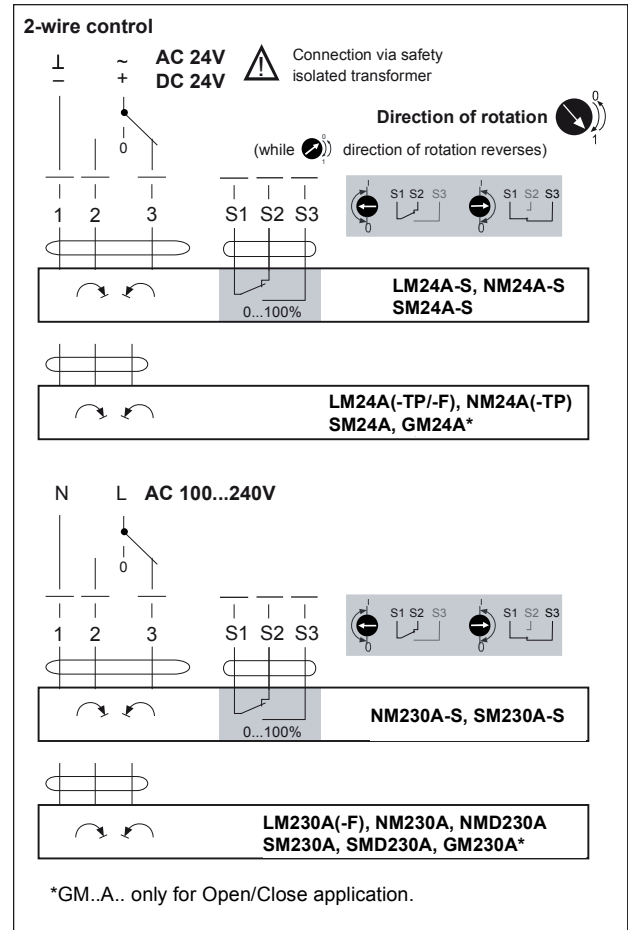 2-wire control
⊥ ~ AC 24V Connection via safety
– + DC 24V isolated transformer
Direction of rotation 0
1
0
(while 0 1 direction of rotation reverses)
1 2 3 S1 S2 S3
I S1 S2 S3 I S1 S2 S3
0 0
LM24A-S, NM24A-S
SM24A-S
0...100%
LM24A(-TP/-F), NM24A(-TP)
SM24A, GM24A*
N L AC 100...240V
0
1 2 3 S1 S2 S3
I S1 S2 S3 I S1 S2 S3
0 0
NM230A-S, SM230A-S
0...100%
LM230A(-F), NM230A, NMD230A
SM230A, SMD230A, GM230A*
*GM..A.. only for Open/Close application.